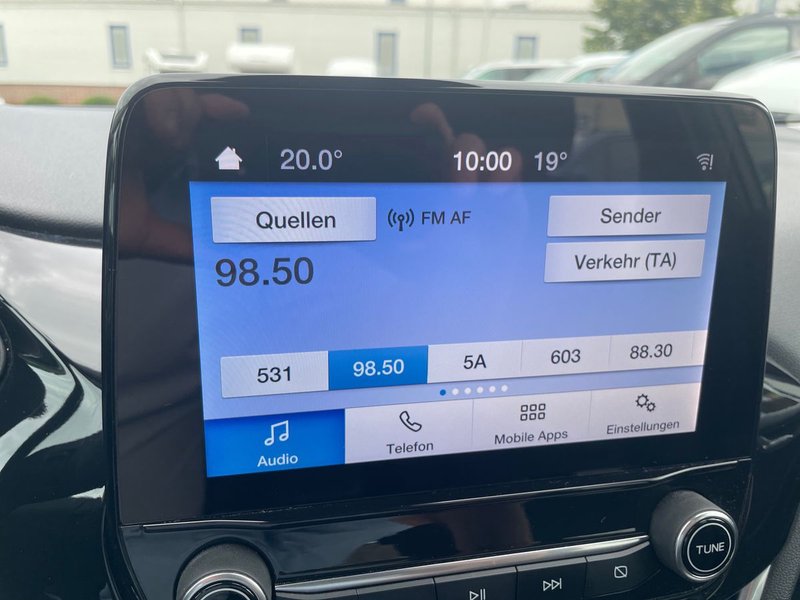 20.0° 10:00 19°
Quellen FM AF Sender
98.50 Verkehr (TA)
531 98.50 5A 603 88.30
Audio Telefon Mobile Apps Einstellungen
TUNE